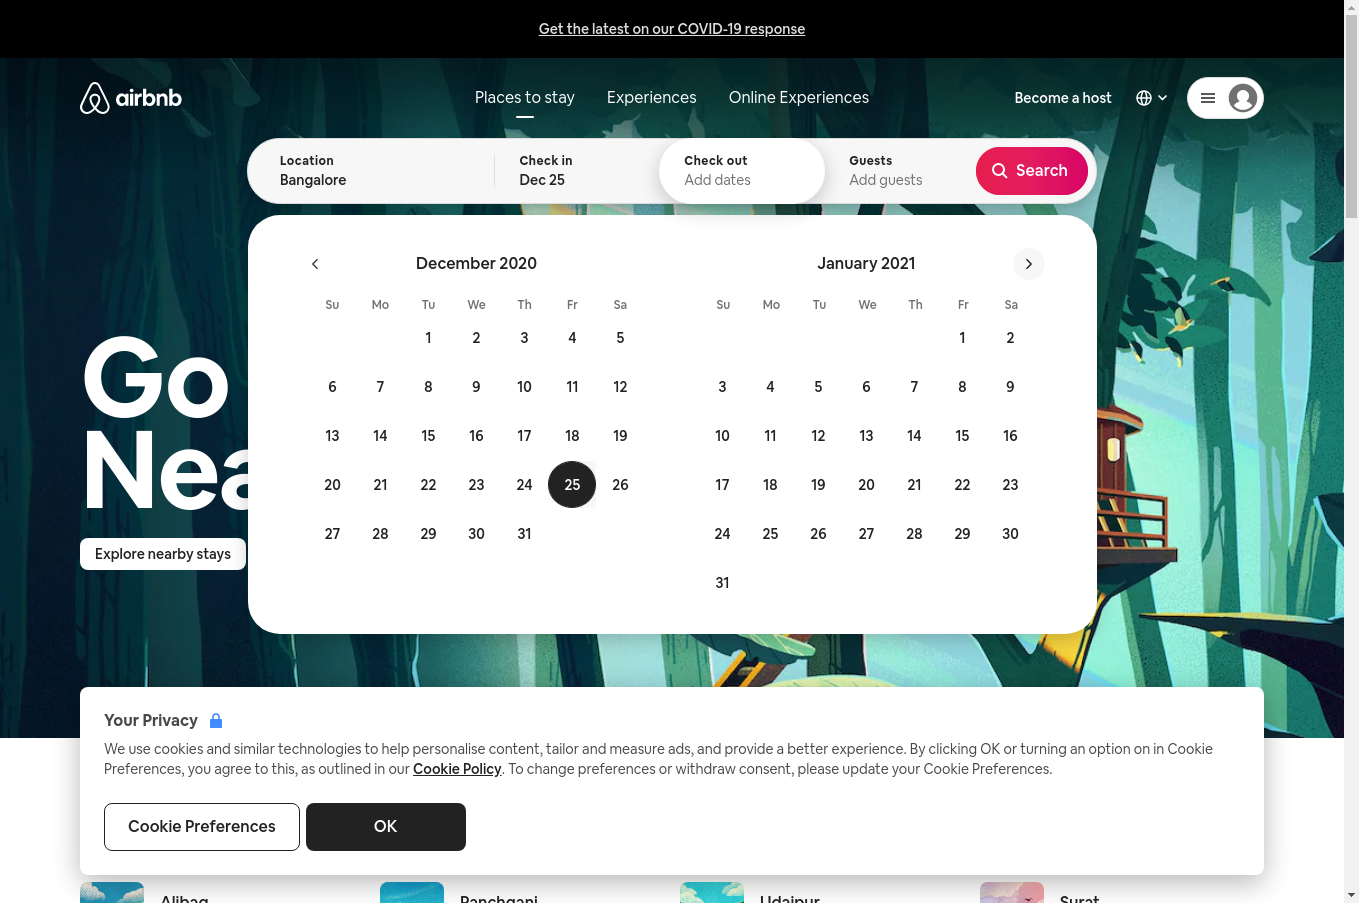 Get the latest on our COVID-19 response
airbnb
Places to stay
Experiences
Online Experiences
Become a host
Location
Bangalore
Check in
Dec 25
Check out
Add dates
Guests
Add guests
Search
December 2020
Su Mo Tu We Th Fr Sa
1 2 3 4 5
6 7 8 9 10 11 12
13 14 15 16 17 18 19
20 21 22 23 24 25 26
27 28 29 30 31
January 2021
Su Mo Tu We Th Fr Sa
1 2
3 4 5 6 7 8 9
10 11 12 13 14 15 16
17 18 19 20 21 22 23
24 25 26 27 28 29 30
31
Go
Nea
Explore nearby stays
Your Privacy
We use cookies and similar technologies to help personalise content, tailor and measure ads, and provide a better experience. By clicking OK or turning an option on in Cookie
Preferences, you agree to this, as outlined in our Cookie Policy. To change preferences or withdraw consent, please update your Cookie Preferences.
Cookie Preferences
OK
Alibag
Panchgani
Udaipur
Surat